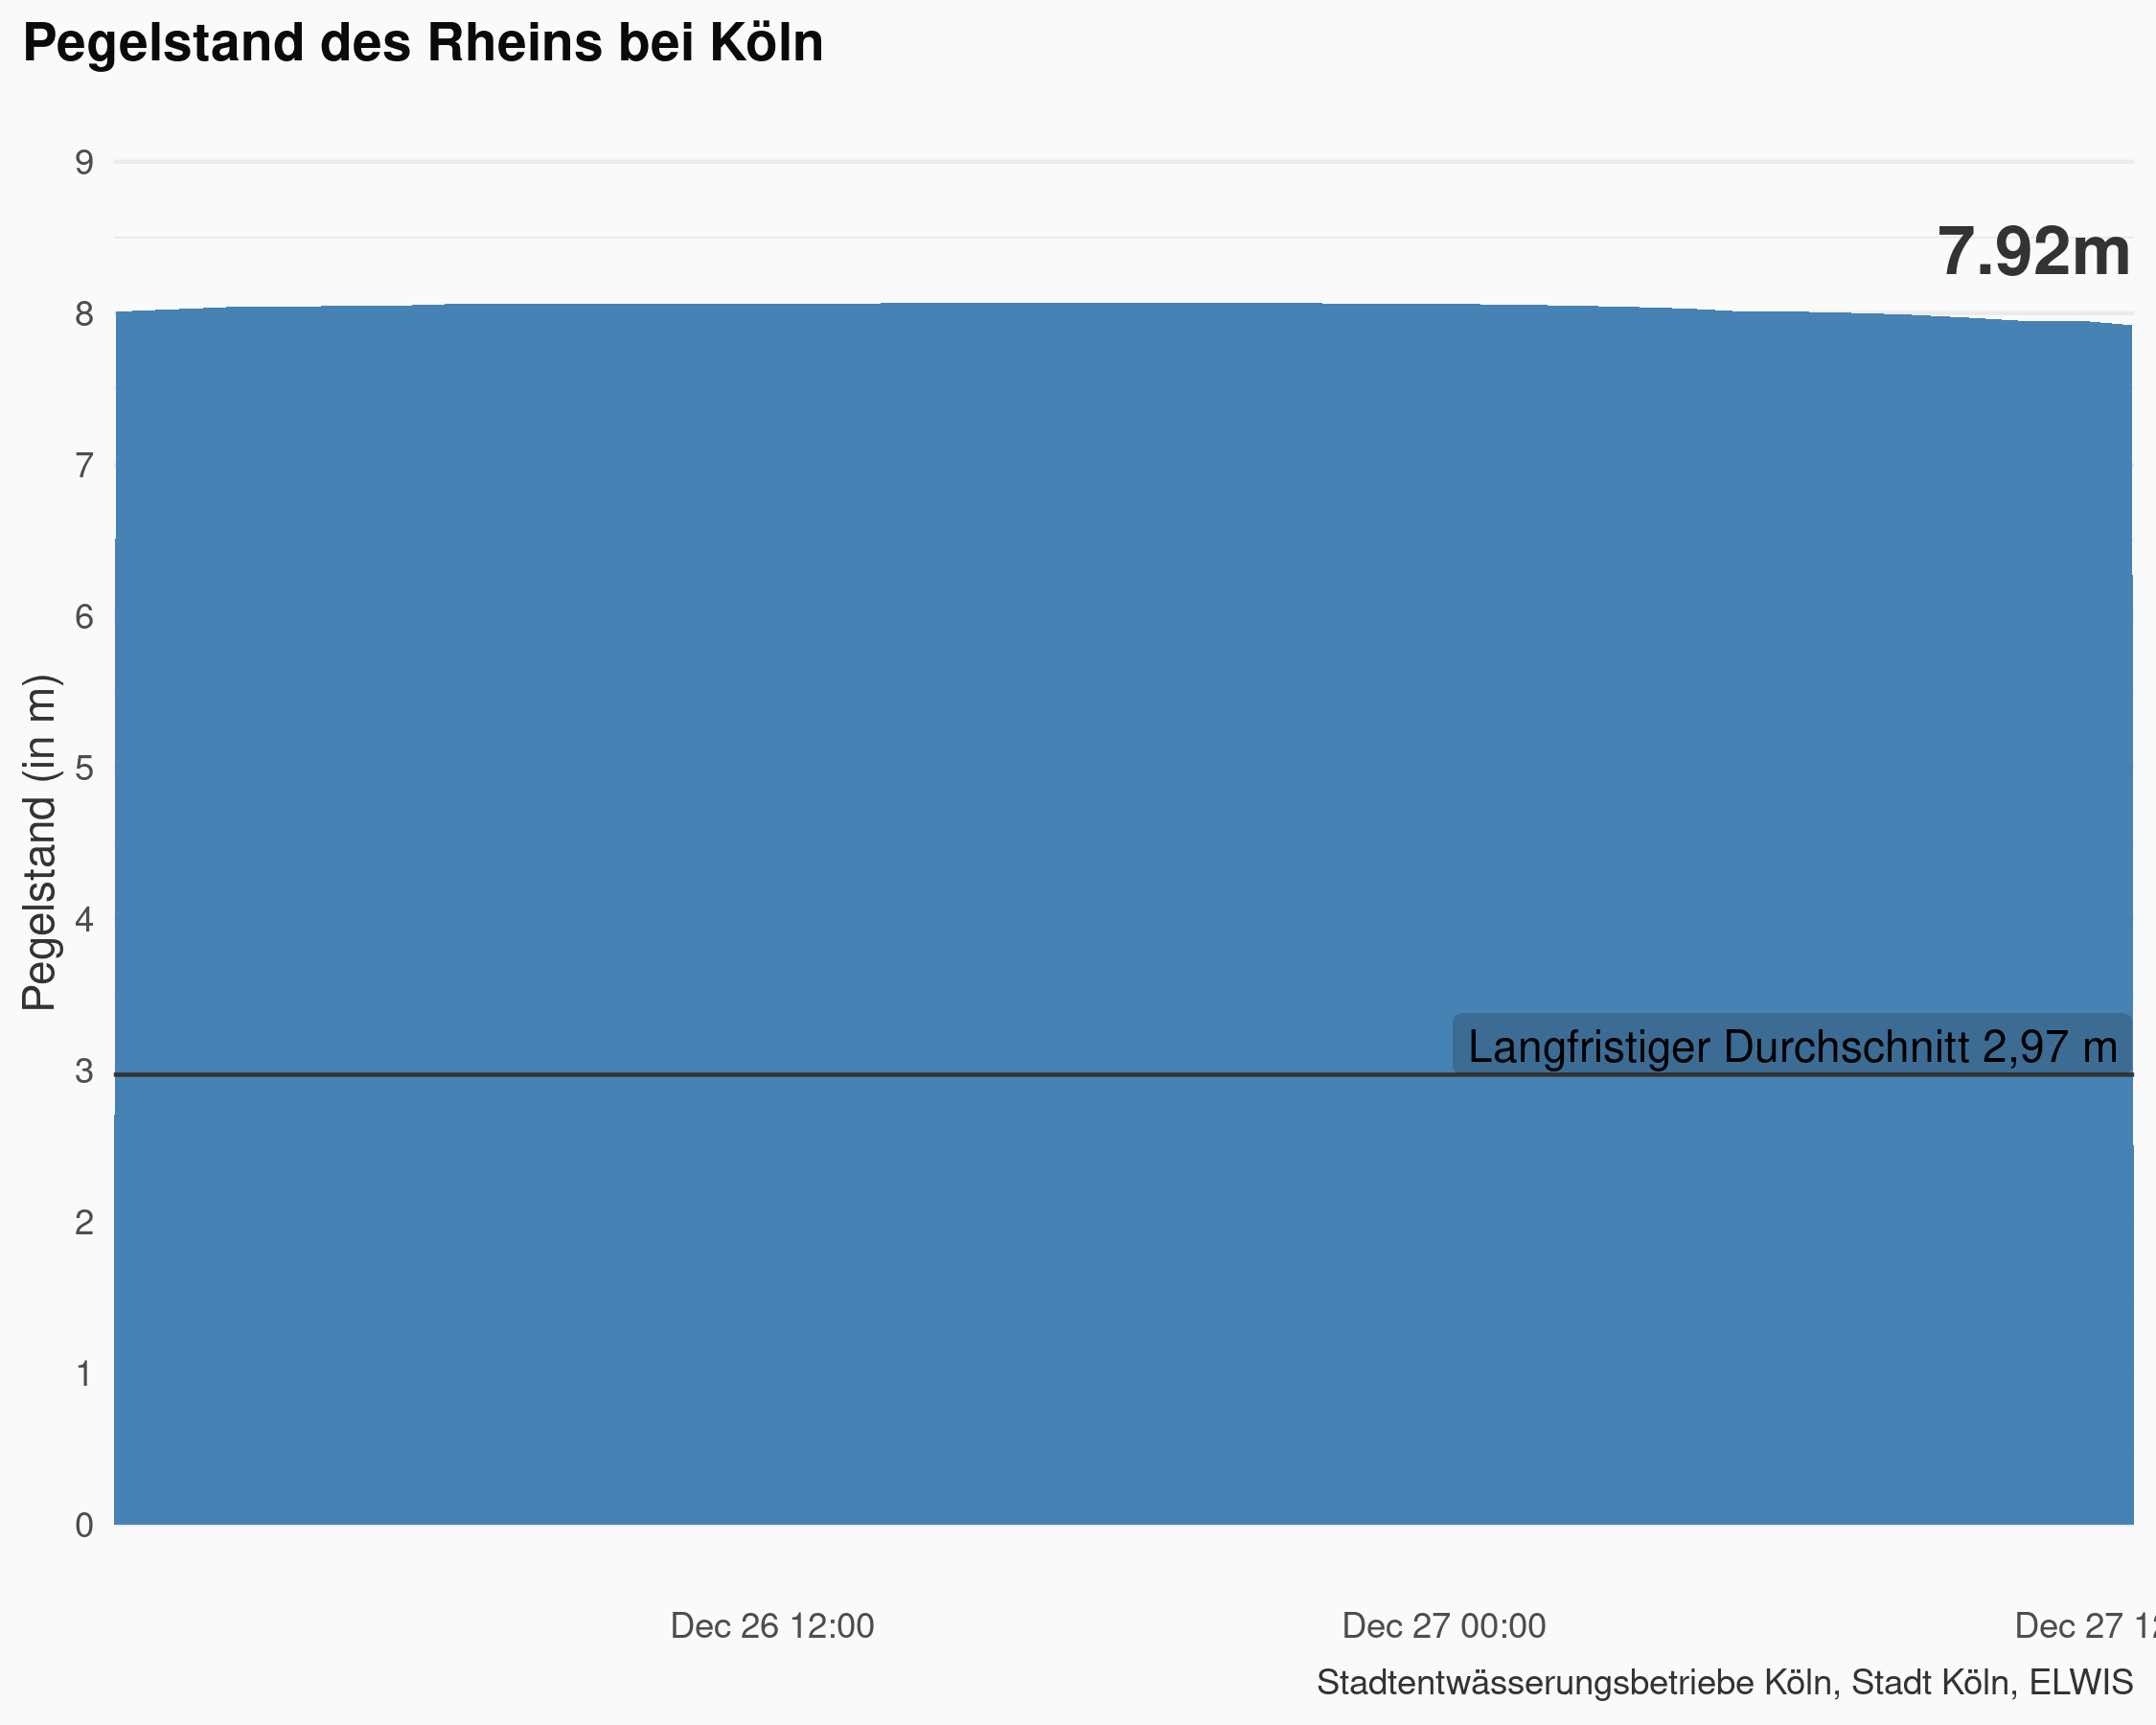 Pegelstand des Rheins bei Köln
7.92m
Pegelstand (in m)
9
8
7
6
5
4
3
2
1
0
Langfristiger Durchschnitt 2,97 m
Dec 26 12:00
Dec 27 00:00
Dec 27 12
Stadtentwässerungsbetriebe Köln, Stadt Köln, ELWIS